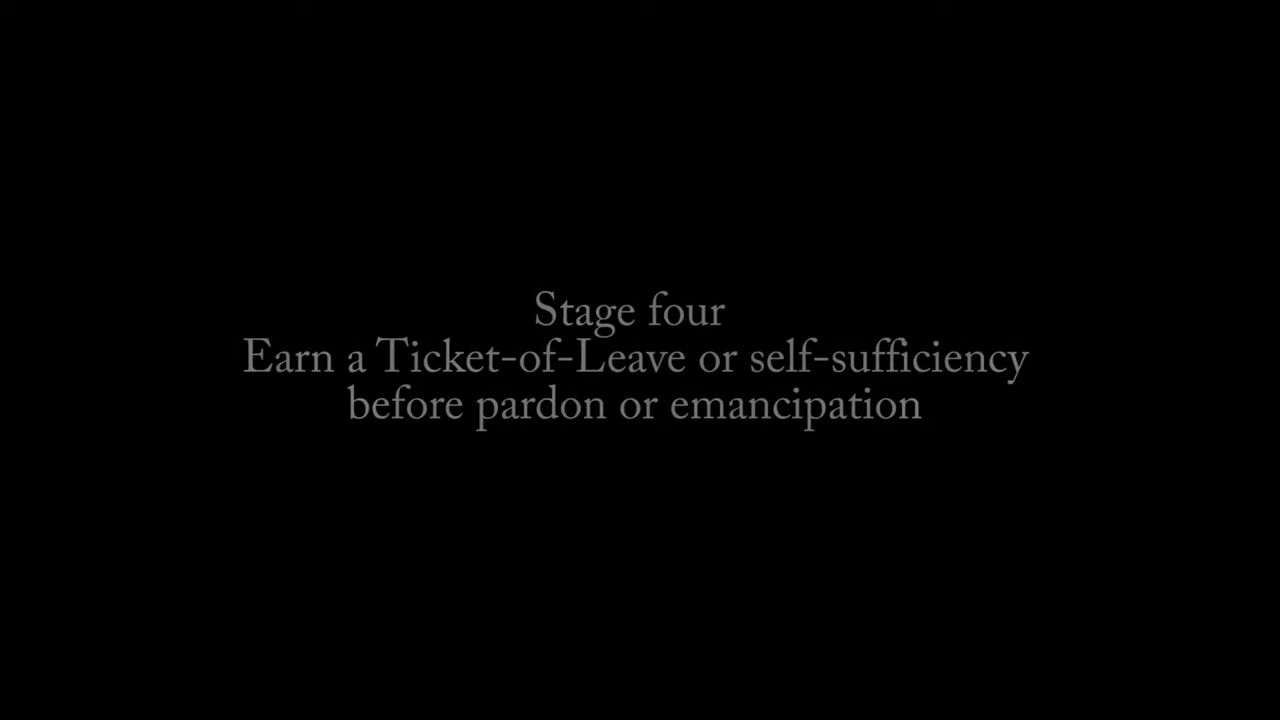 Stage four
Earn a Ticket-of-Leave or self-sufficiency
before pardon or emancipation